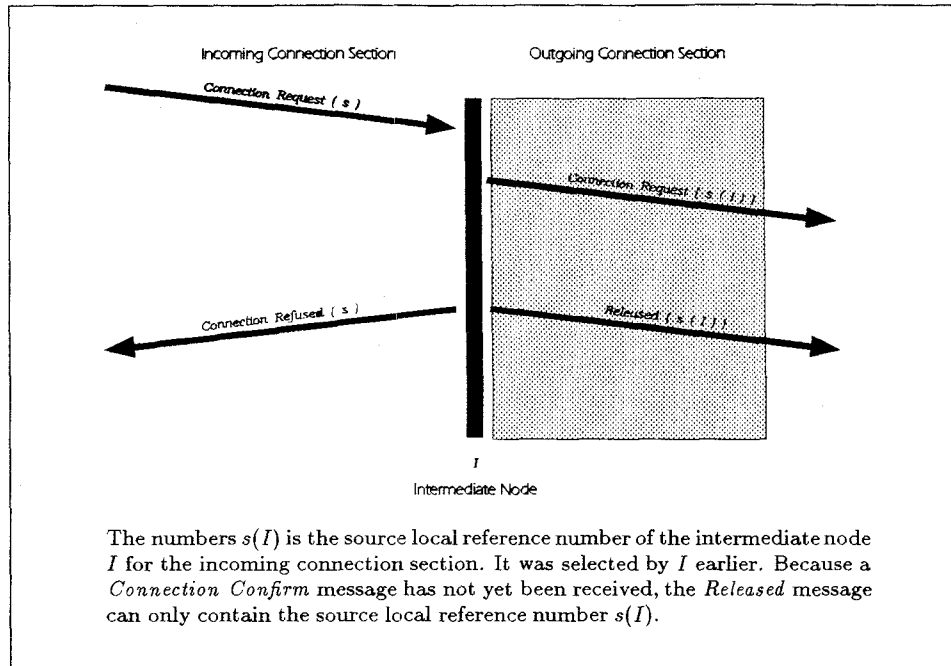 Incoming Connection Section
Outgoing Connection Section
Connection Request ( s )
Connection Request ( s ( I ) )
Connection Refused ( s )
Released ( s ( I ) )
I
Intermediate Node
The numbers s(I) is the source local reference number of the intermediate node
I for the incoming connection section. It was selected by I earlier. Because a
Connection Confirm message has not yet been received, the Released message
can only contain the source local reference number s(I).